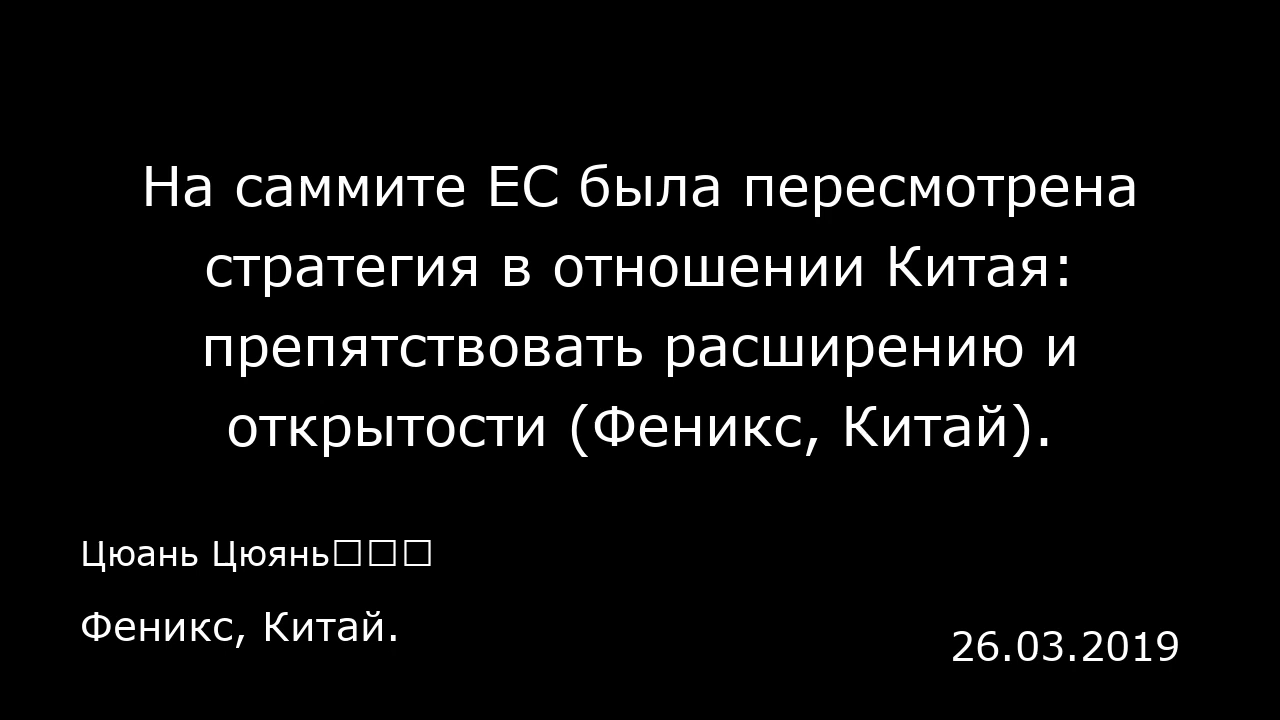 На саммите ЕС была пересмотрена
стратегия в отношении Китая:
препятствовать расширению и
открытости (Феникс, Китай).
Цюань Цюянь□□□
Феникс, Китай.
26.03.2019